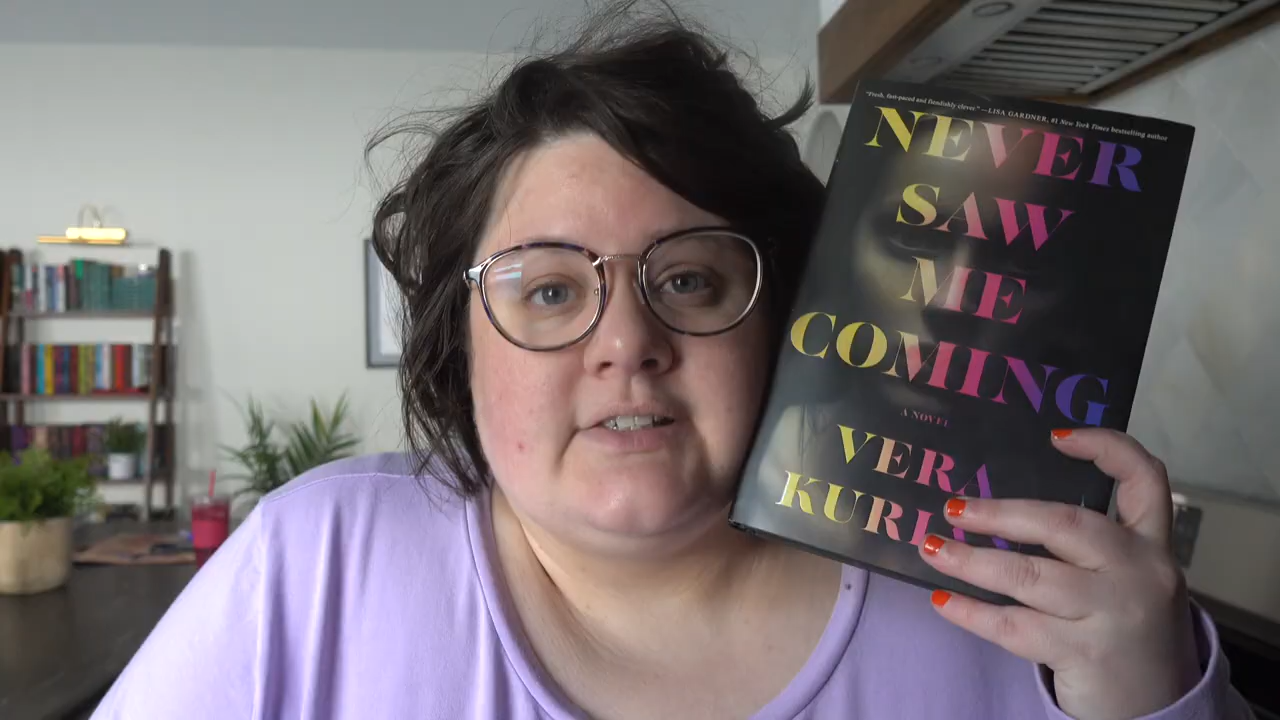 "Fresh, fast-paced and fiendishly clever." —LISA GARDNER, #1 New York Times bestselling author
NEVER
SAW
ME
COMING
A NOVEL
VERA